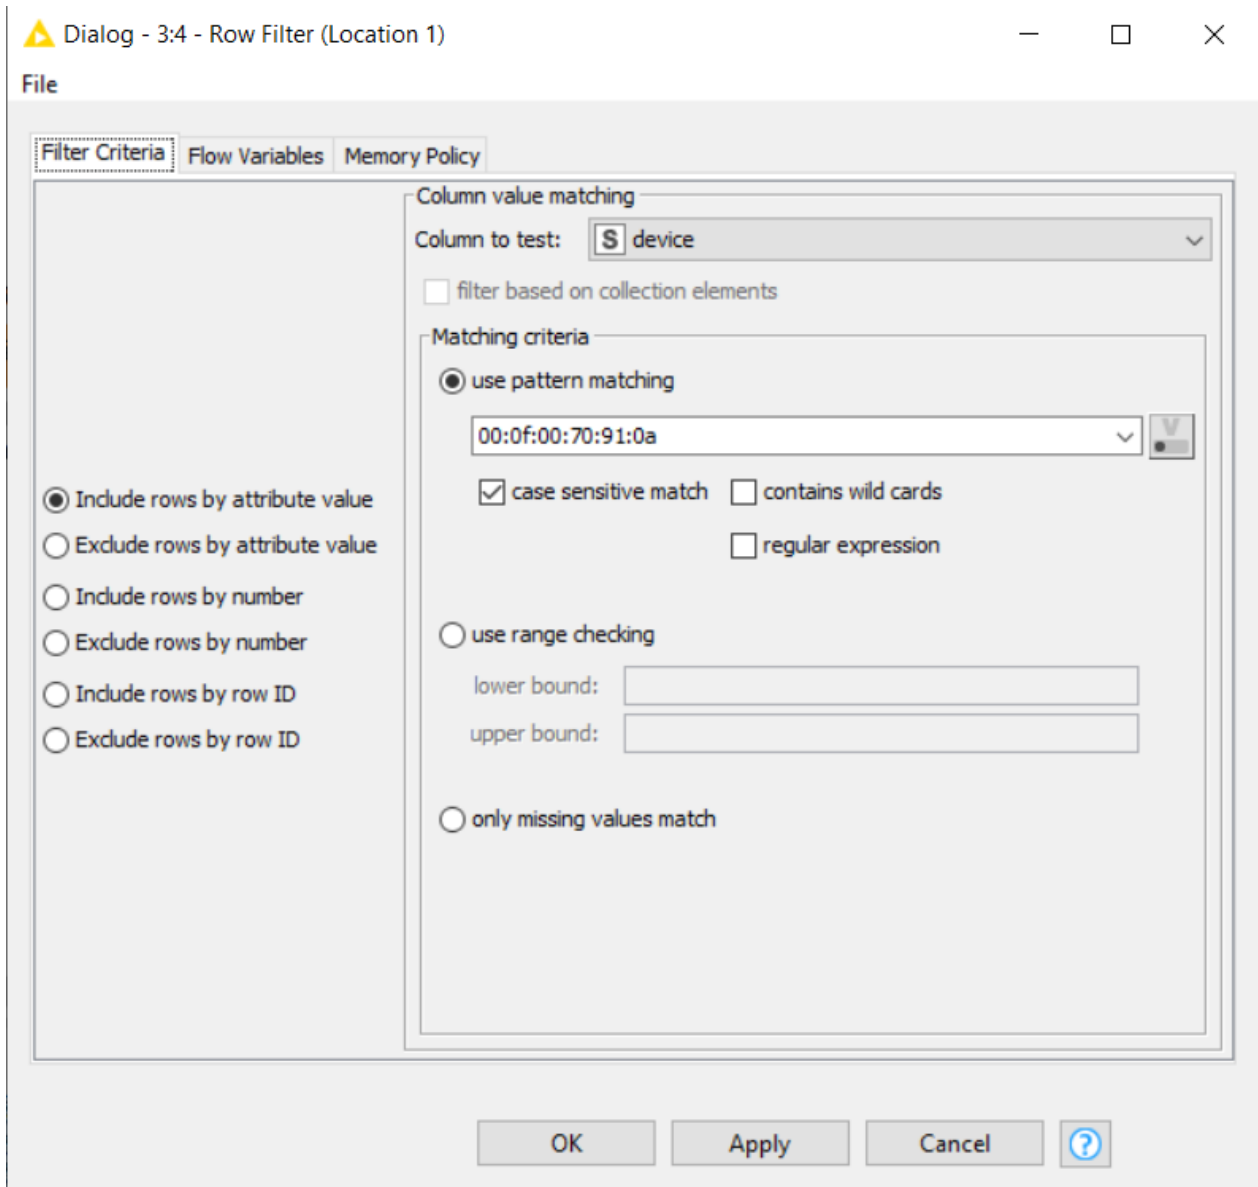 Dialog - 3:4 - Row Filter (Location 1)
File
Filter Criteria Flow Variables Memory Policy
Column value matching
Column to test: S device
filter based on collection elements
Matching criteria
use pattern matching
00:0f:00:70:91:0a
V
case sensitive match contains wild cards
regular expression
Include rows by attribute value
Exclude rows by attribute value
Include rows by number
Exclude rows by number
Include rows by row ID
Exclude rows by row ID
use range checking
lower bound:
upper bound:
only missing values match
OK Apply Cancel ?